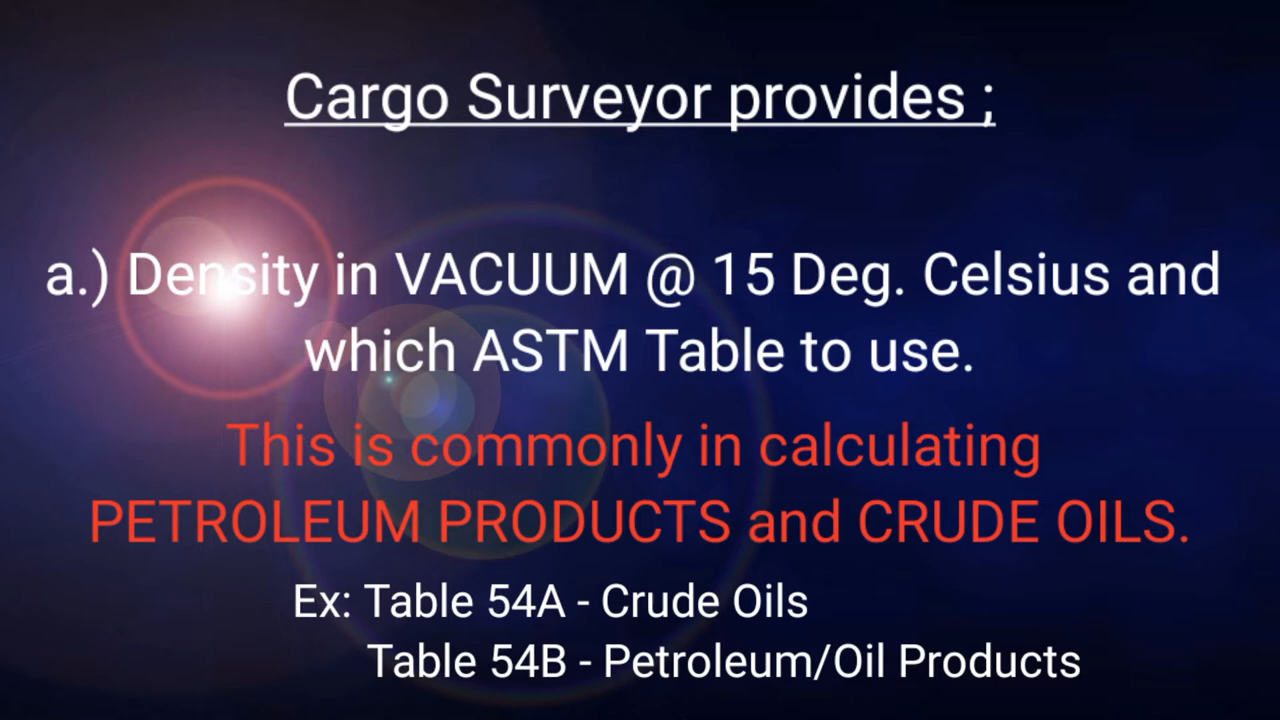 Cargo Surveyor provides ;
a.) Density in VACUUM @ 15 Deg. Celsius and
which ASTM Table to use.
This is commonly in calculating
PETROLEUM PRODUCTS and CRUDE OILS.
Ex: Table 54A - Crude Oils
Table 54B - Petroleum/Oil Products